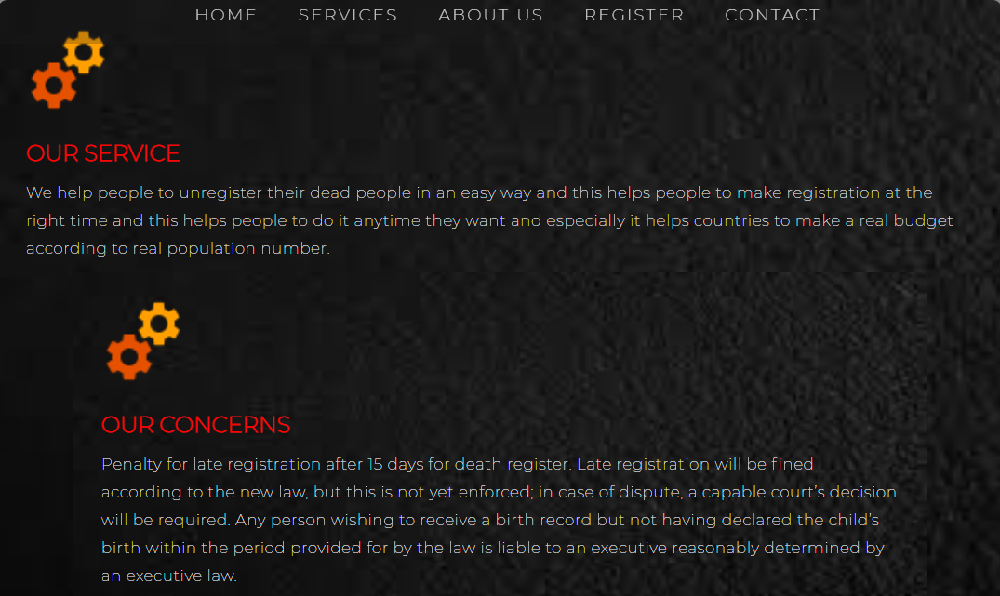 HOME SERVICES ABOUT US REGISTER CONTACT
OUR SERVICE
We help people to unregister their dead people in an easy way and this helps people to make registration at the
right time and this helps people to do it anytime they want and especially it helps countries to make a real budget
according to real population number.
OUR CONCERNS
Penalty for late registration after 15 days for death register. Late registration will be fined
according to the new law, but this is not yet enforced; in case of dispute, a capable court's decision
will be required. Any person wishing to receive a birth record but not having declared the child's
birth within the period provided for by the law is liable to an executive reasonably determined by
an executive law.